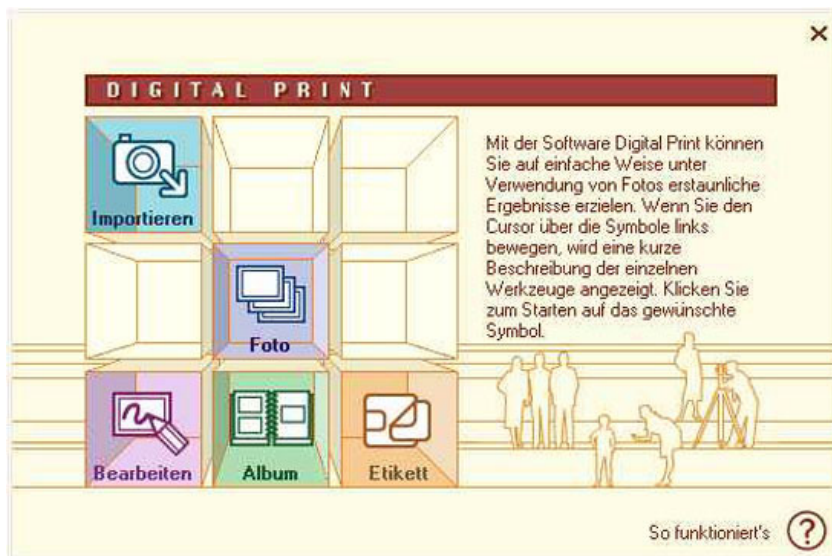 DIGITAL PRINT
Importieren
Mit der Software Digital Print können
Sie auf einfache Weise unter
Verwendung von Fotos erstaunliche
Ergebnisse erzielen. Wenn Sie den
Cursor über die Symbole links
bewegen, wird eine kurze
Beschreibung der einzelnen
Werkzeuge angezeigt. Klicken Sie
zum Starten auf das gewünschte
Symbol.
Foto
Bearbeiten
Album
Etikett
So funktioniert's
?